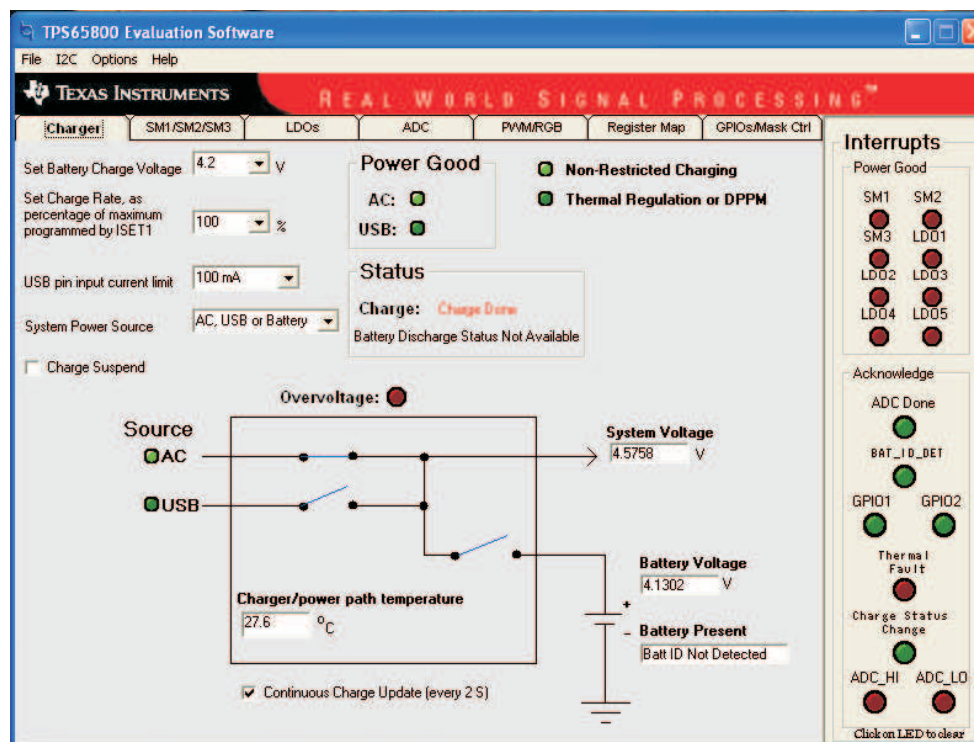 TPS65800 Evaluation Software
File I2C Options Help
TEXAS INSTRUMENTS
REAL WORLD SIGNAL PROCESSING™
Charger
SM1/SM2/SM3
LDOs
ADC
PWM/RGB
Register Map
GPIOs/Mask Ctrl
Set Battery Charge Voltage 4.2 V
Set Charge Rate, as
percentage of maximum
programmed by ISET1
100 %
USB pin input current limit 100 mA
System Power Source AC, USB or Battery
Charge Suspend
Power Good
AC:
USB:
Non-Restricted Charging
Thermal Regulation or DPPM
Status
Charge: Charge Done
Battery Discharge Status Not Available
Overvoltage:
Source
AC
USB
System Voltage
4.5758 V
Battery Voltage
4.1302 V
+
–
Battery Present
Batt ID Not Detected
Charger/power path temperature
27.6 °C
Continuous Charge Update (every 2 S)
Interrupts
Power Good
SM1 SM2
SM3 LDO1
LDO2 LDO3
LDO4 LDO5
Acknowledge
ADC Done
BAT_ID_DET
GPIO1 GPIO2
Thermal
Fault
Charge Status
Change
ADC_HI ADC_LO
Click on LED to clear